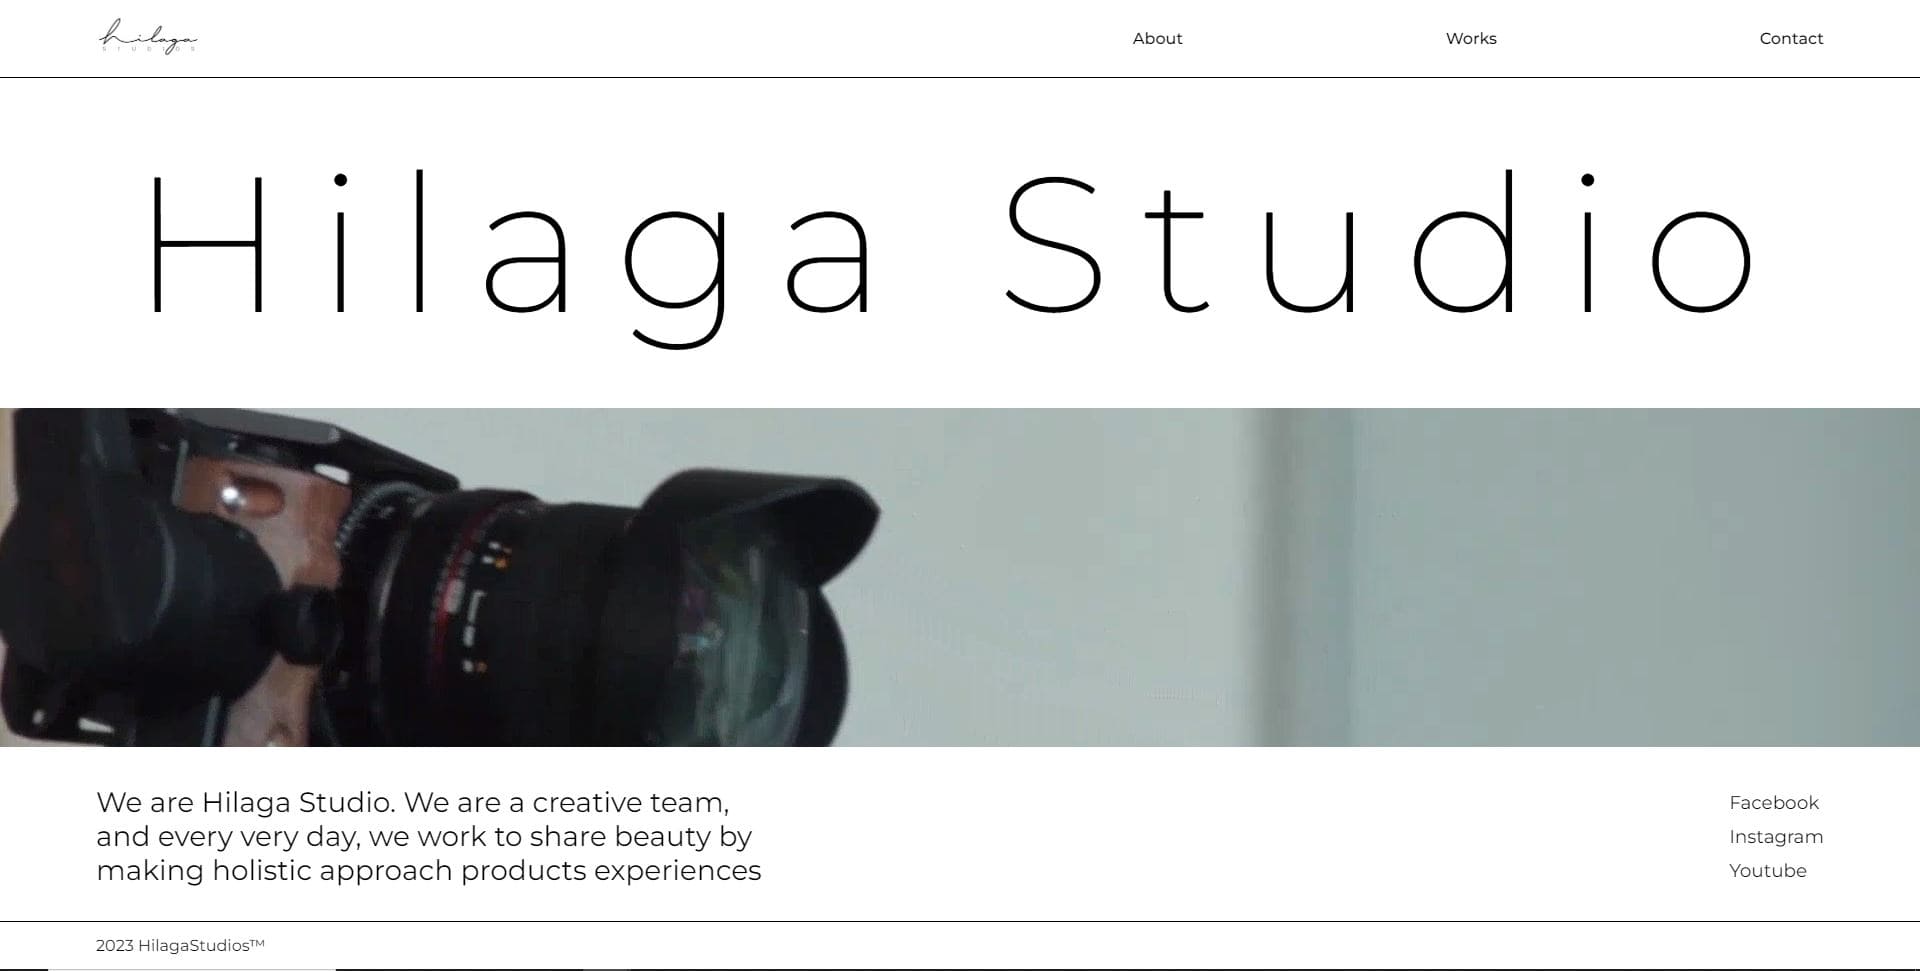 hilaga
STUDIOS
About
Works
Contact
Hilaga Studio
We are Hilaga Studio. We are a creative team,
and every very day, we work to share beauty by
making holistic approach products experiences
Facebook
Instagram
Youtube
2023 HilagaStudios™